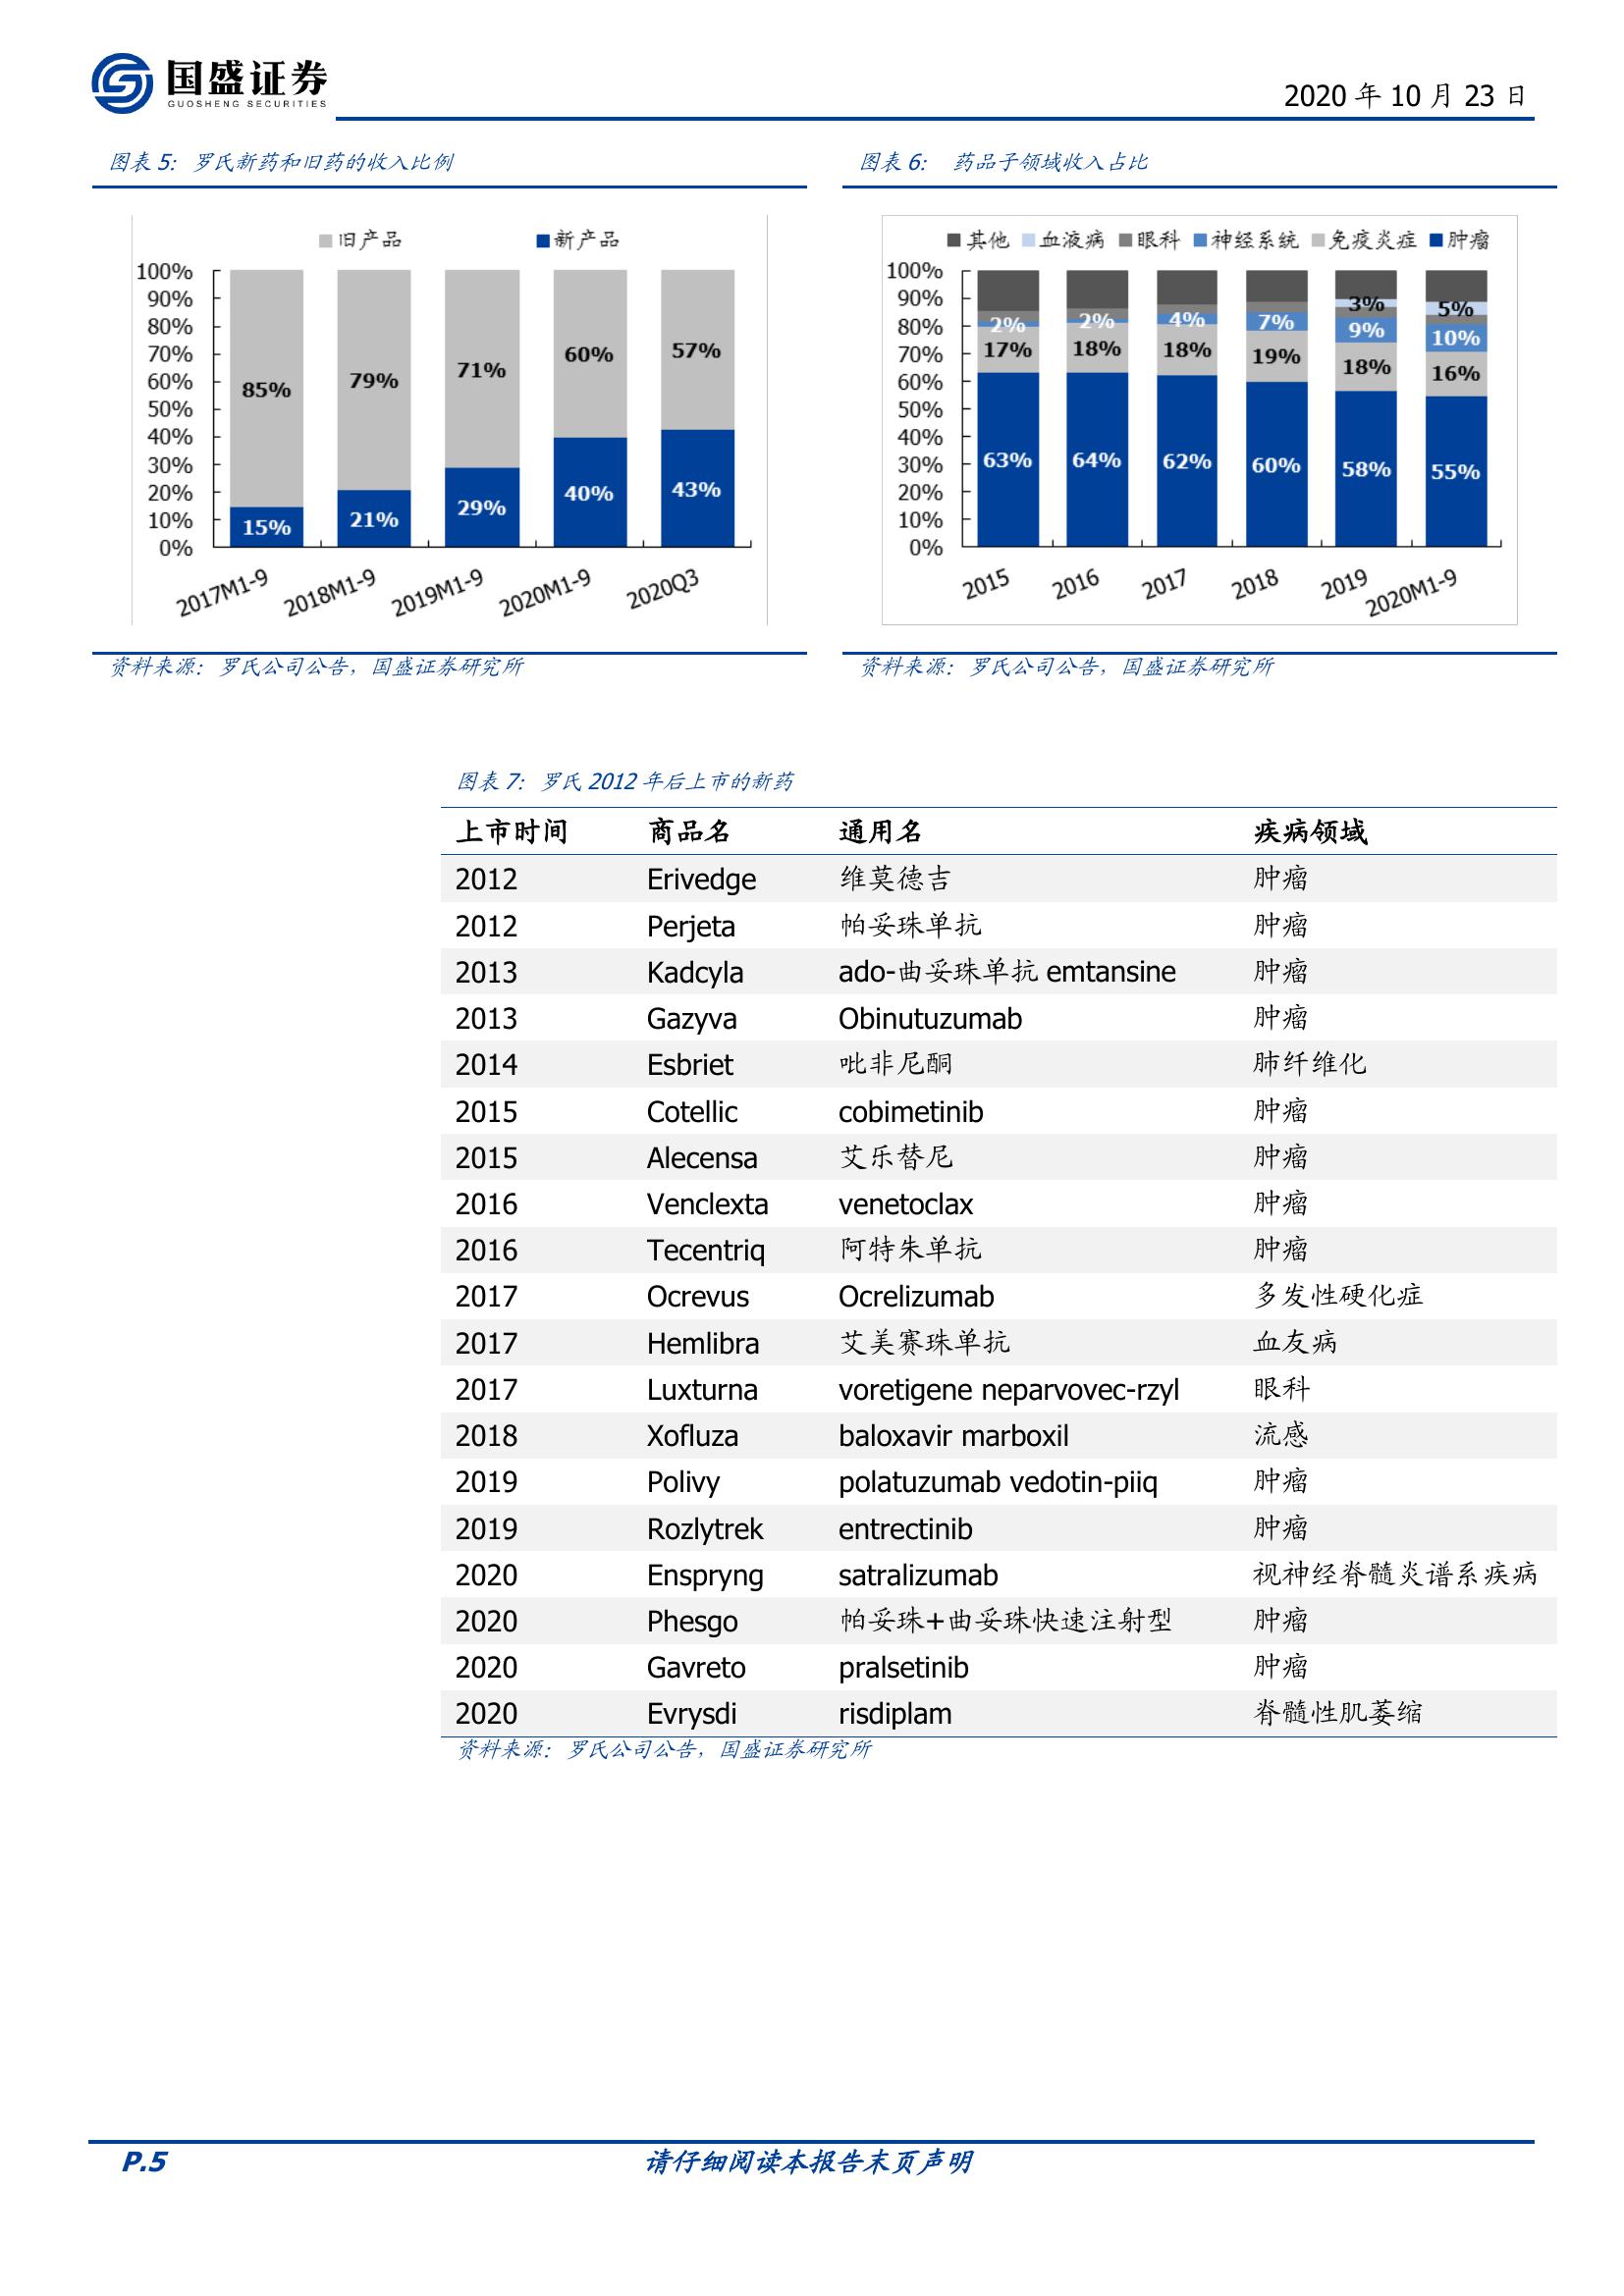 国盛证券
GUOSHENG SECURITIES
2020 年 10 月 23 日
图表 5: 罗氏新药和旧药的收入比例
旧产品 新产品
100%
90%
80%
70%
60%
50%
40%
30%
20%
10%
0%
85% 79% 71% 60% 57%
15% 21% 29% 40% 43%
2017M1-9 2018M1-9 2019M1-9 2020M1-9 2020Q3
资料来源：罗氏公司公告，国盛证券研究所
图表 6: 药品子领域收入占比
其他 血液病 眼科 神经系统 免疫炎症 肿瘤
100%
90%
80%
70%
60%
50%
40%
30%
20%
10%
0%
3% 5%
2% 2% 4% 7% 9% 10%
17% 18% 18% 19% 18% 16%
63% 64% 62% 60% 58% 55%
2015 2016 2017 2018 2019 2020M1-9
资料来源：罗氏公司公告，国盛证券研究所
图表 7: 罗氏 2012 年后上市的新药
上市时间 商品名 通用名 疾病领域
2012 Erivedge 维莫德吉 肿瘤
2012 Perjeta 帕妥珠单抗 肿瘤
2013 Kadcyla ado-曲妥珠单抗 emtansine 肿瘤
2013 Gazyva Obinutuzumab 肿瘤
2014 Esbriet 吡非尼酮 肺纤维化
2015 Cotellic cobimetinib 肿瘤
2015 Alecensa 艾乐替尼 肿瘤
2016 Venclexta venetoclax 肿瘤
2016 Tecentriq 阿特朱单抗 肿瘤
2017 Ocrevus Ocrelizumab 多发性硬化症
2017 Hemlibra 艾美赛珠单抗 血友病
2017 Luxturna voretigene neparvovec-rzyl 眼科
2018 Xofluza baloxavir marboxil 流感
2019 Polivy polatuzumab vedotin-piiq 肿瘤
2019 Rozlytrek entrectinib 肿瘤
2020 Enspryng satralizumab 视神经脊髓炎谱系疾病
2020 Phesgo 帕妥珠+曲妥珠快速注射型 肿瘤
2020 Gavreto pralsetinib 肿瘤
2020 Evrysdi risdiplam 脊髓性肌萎缩
资料来源：罗氏公司公告，国盛证券研究所
P.5 请仔细阅读本报告末页声明